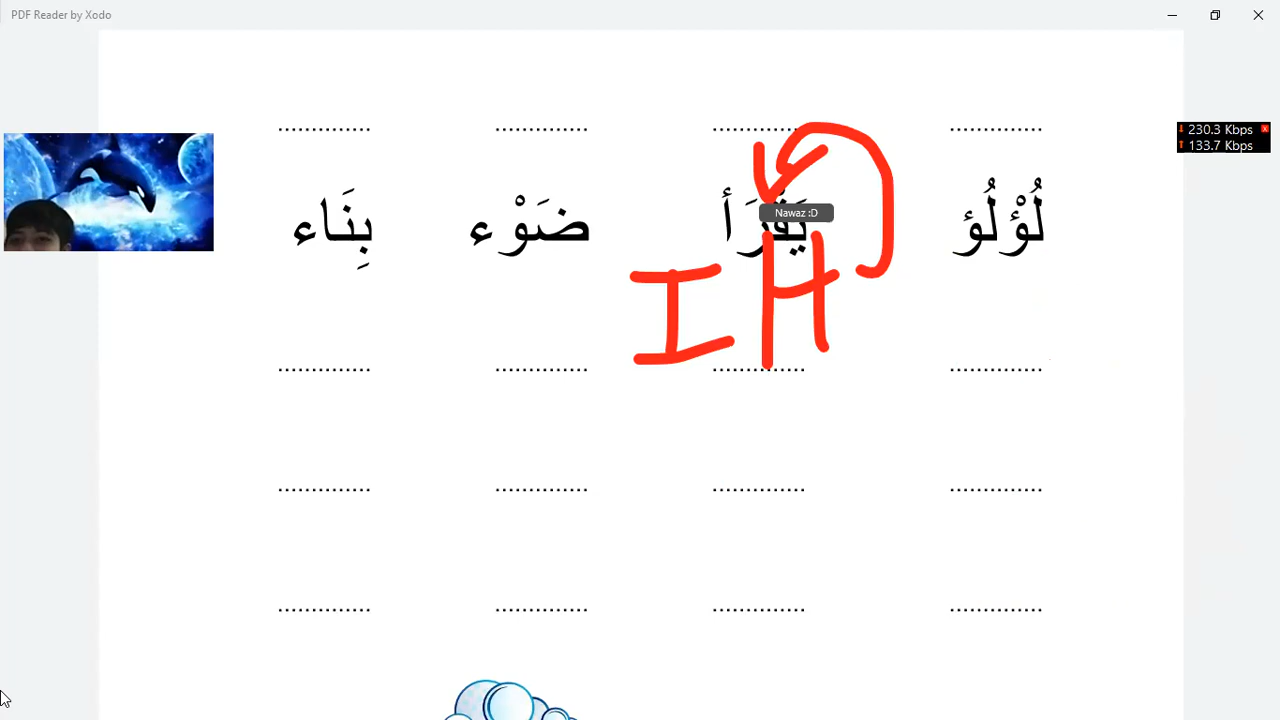 PDF Reader by Xodo
230.3 Kbps
133.7 Kbps
لُؤْلُؤ يَقْرَأ ضَوْء بِنَاء
Nawaz :D
IH